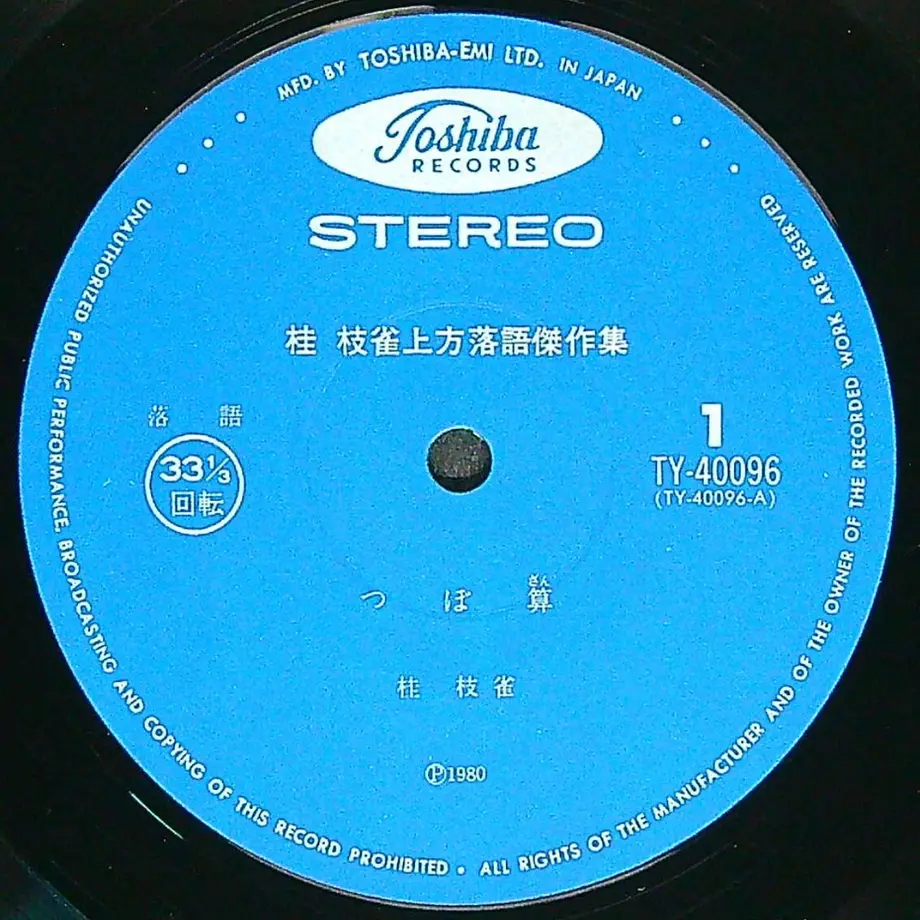 MFD. BY TOSHIBA-EMI LTD. IN JAPAN
Toshiba
RECORDS
STEREO
桂 枝雀上方落語傑作集
落 語
33⅓
回転
1
TY-40096
(TY-40096-A)
さん
つ ぼ 算
桂 枝雀
Ⓟ1980
UNAUTHORIZED PUBLIC PERFORMANCE, BROADCASTING AND COPYING OF THIS RECORD PROHIBITED • ALL RIGHTS OF THE MANUFACTURER AND OF THE OWNER OF THE RECORDED WORK ARE RESERVED